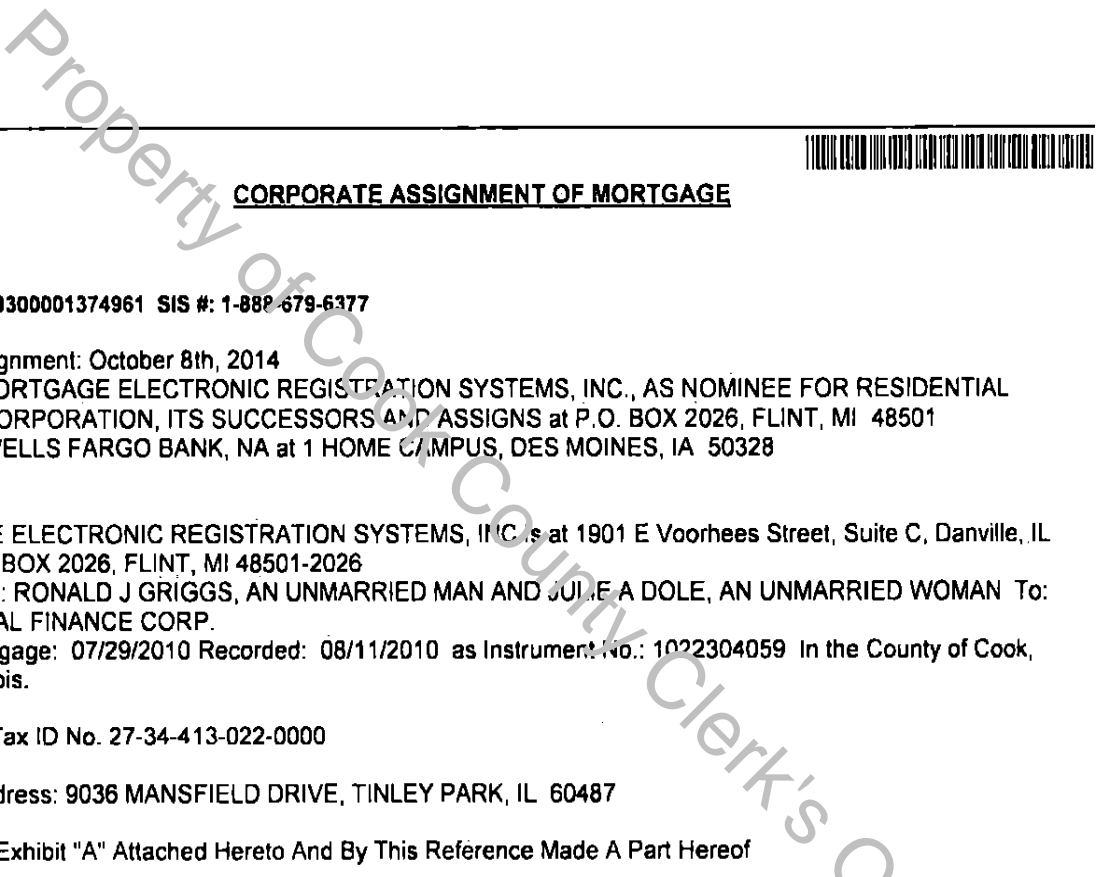 CORPORATE ASSIGNMENT OF MORTGAGE
0300001374961 SIS #: 1-888-679-6377
gnment: October 8th, 2014
ORTGAGE ELECTRONIC REGISTRATION SYSTEMS, INC., AS NOMINEE FOR RESIDENTIAL
ORPORATION, ITS SUCCESSORS AND ASSIGNS at P.O. BOX 2026, FLINT, MI 48501
WELLS FARGO BANK, NA at 1 HOME CAMPUS, DES MOINES, IA 50328
E ELECTRONIC REGISTRATION SYSTEMS, INC is at 1901 E Voorhees Street, Suite C, Danville, IL
BOX 2026, FLINT, MI 48501-2026
: RONALD J GRIGGS, AN UNMARRIED MAN AND JULIE A DOLE, AN UNMARRIED WOMAN To:
AL FINANCE CORP.
gage: 07/29/2010 Recorded: 08/11/2010 as Instrument No.: 1022304059 In the County of Cook,
ois.
Tax ID No. 27-34-413-022-0000
dress: 9036 MANSFIELD DRIVE, TINLEY PARK, IL 60487
Exhibit "A" Attached Hereto And By This Reference Made A Part Hereof
Property of Cook County Clerk's O